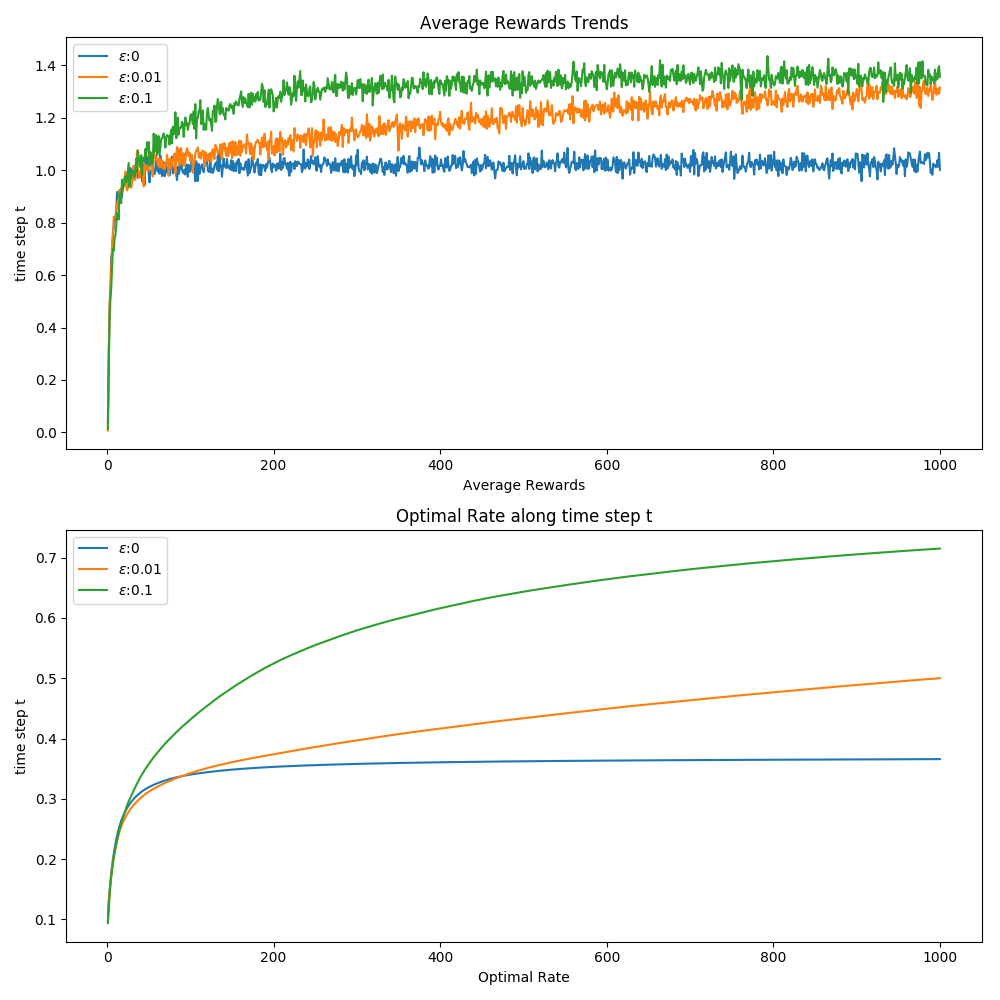 Average Rewards Trends
ε:0
ε:0.01
ε:0.1
1.4
1.2
1.0
0.8
0.6
0.4
0.2
0.0
time step t
0 200 400 600 800 1000
Average Rewards
Optimal Rate along time step t
ε:0
ε:0.01
ε:0.1
0.7
0.6
0.5
0.4
0.3
0.2
0.1
time step t
0 200 400 600 800 1000
Optimal Rate